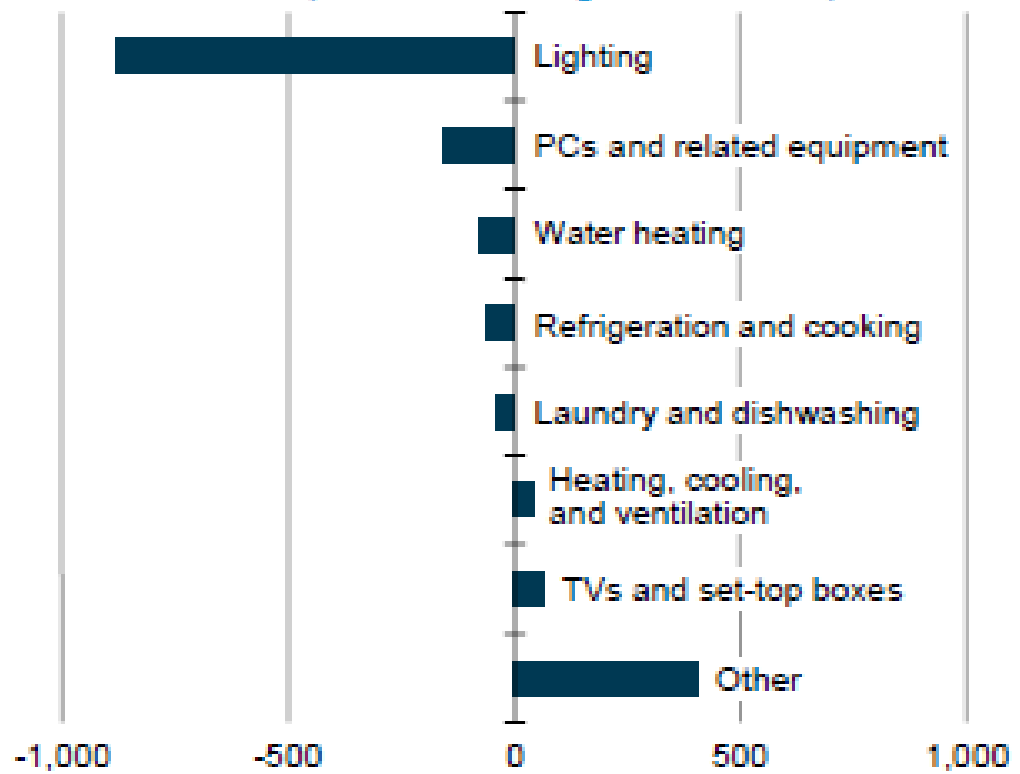 Lighting
PCs and related equipment
Water heating
Refrigeration and cooking
Laundry and dishwashing
Heating, cooling,
and ventilation
TVs and set-top boxes
Other
-1,000 -500 0 500 1,000